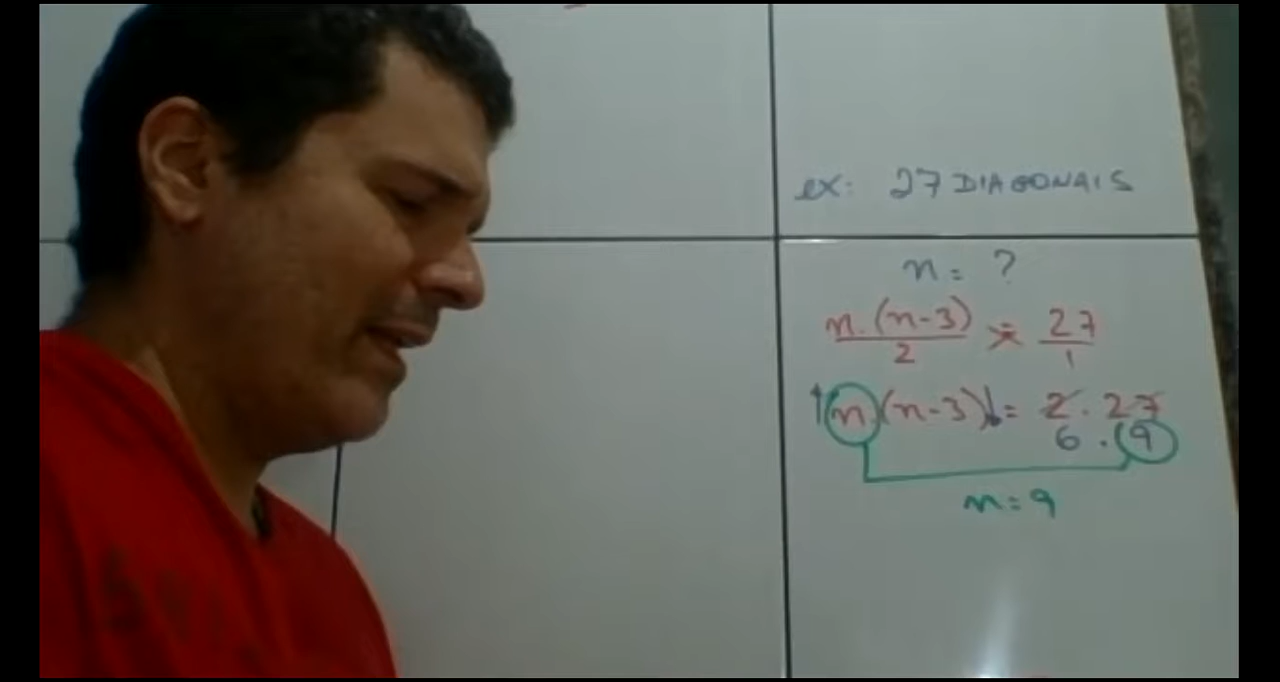 ex: 27 DIAGONAIS
n = ?
n.(n-3)/2 = 27/1
n.(n-3) = 2.27
6.9
n = 9